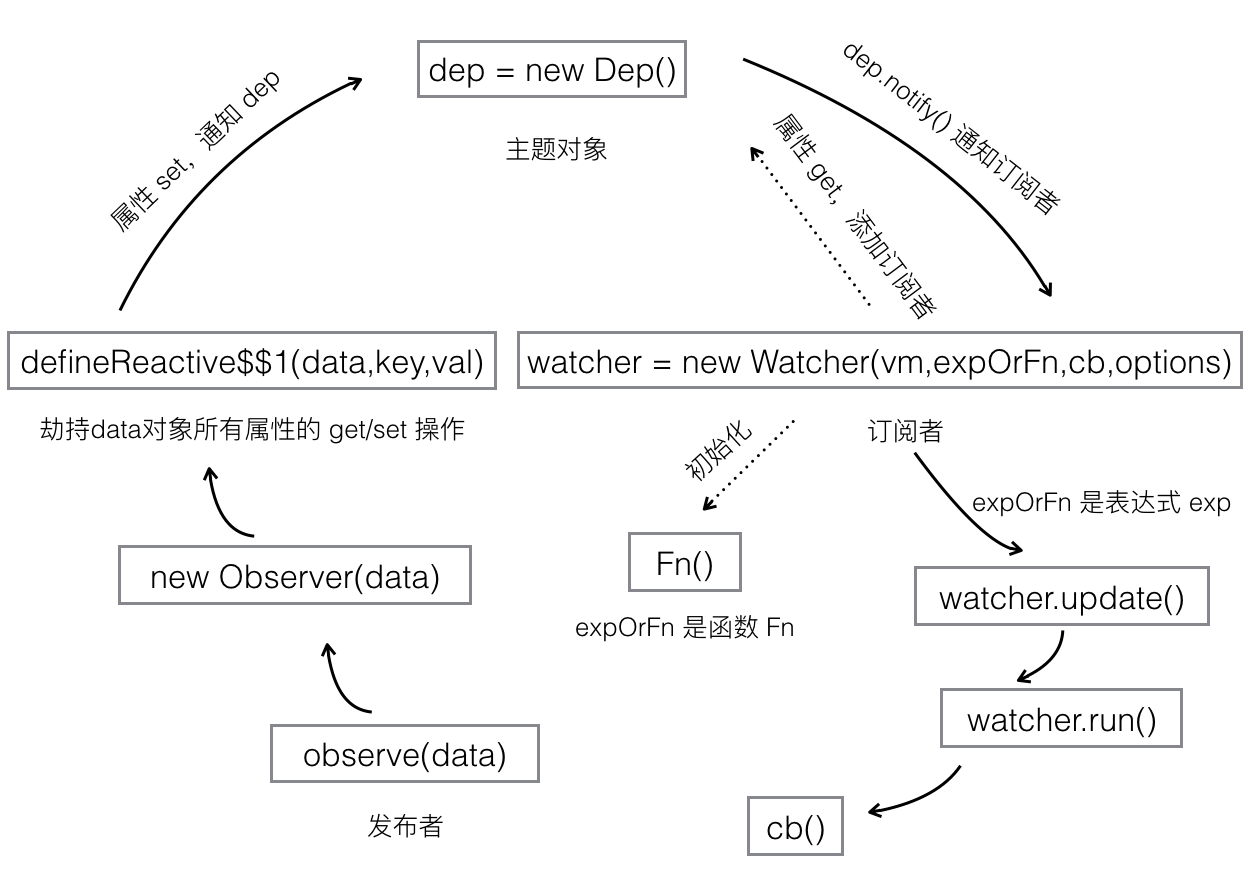 dep = new Dep()
主题对象
属性 set，通知 dep
dep.notify() 通知订阅者
属性 get，添加订阅者
defineReactive$$1(data,key,val)
劫持data对象所有属性的 get/set 操作
watcher = new Watcher(vm,expOrFn,cb,options)
订阅者
初始化
expOrFn 是表达式 exp
new Observer(data)
Fn()
expOrFn 是函数 Fn
watcher.update()
watcher.run()
observe(data)
发布者
cb()